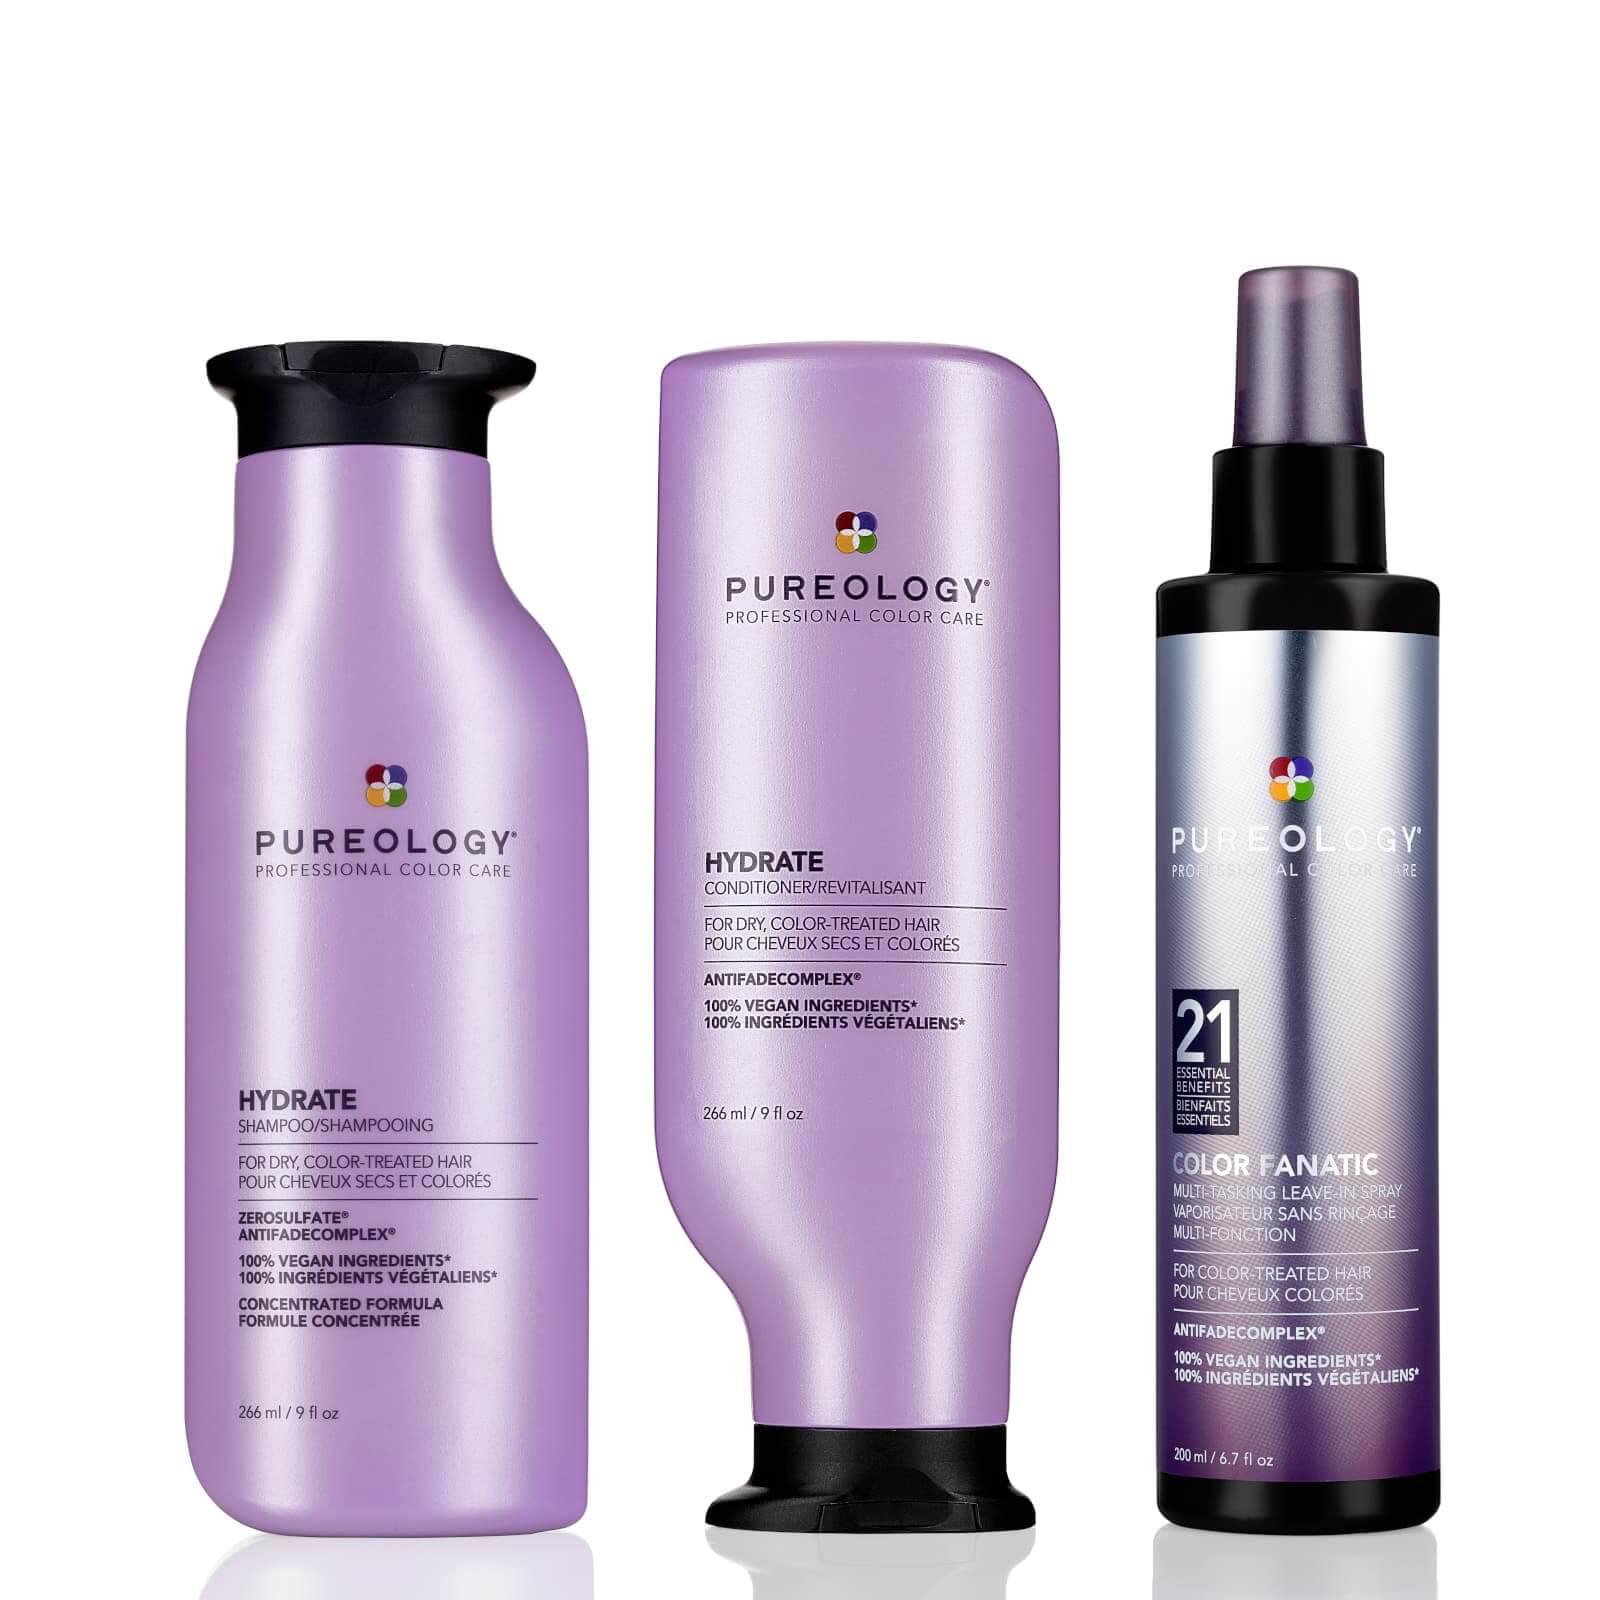 PUREOLOGY®
PROFESSIONAL COLOR CARE
HYDRATE
SHAMPOO/SHAMPOOING
FOR DRY, COLOR-TREATED HAIR
POUR CHEVEUX SECS ET COLORÉS
ZEROSULFATE®
ANTIFADECOMPLEX®
100% VEGAN INGREDIENTS*
100% INGRÉDIENTS VÉGÉTALIENS*
CONCENTRATED FORMULA
FORMULE CONCENTRÉE
266 ml / 9 fl oz
PUREOLOGY®
PROFESSIONAL COLOR CARE
HYDRATE
CONDITIONER/REVITALISANT
FOR DRY, COLOR-TREATED HAIR
POUR CHEVEUX SECS ET COLORÉS
ANTIFADECOMPLEX®
100% VEGAN INGREDIENTS*
100% INGRÉDIENTS VÉGÉTALIENS*
266 ml / 9 fl oz
PUREOLOGY®
PROFESSIONAL COLOR CARE
21
ESSENTIAL
BENEFITS
BIENFAITS
ESSENTIELS
COLOR FANATIC
MULTI-TASKING LEAVE-IN SPRAY
VAPORISATEUR SANS RINÇAGE
MULTI-FONCTION
FOR COLOR-TREATED HAIR
POUR CHEVEUX COLORÉS
ANTIFADECOMPLEX®
100% VEGAN INGREDIENTS*
100% INGRÉDIENTS VÉGÉTALIENS*
200 ml / 6.7 fl oz